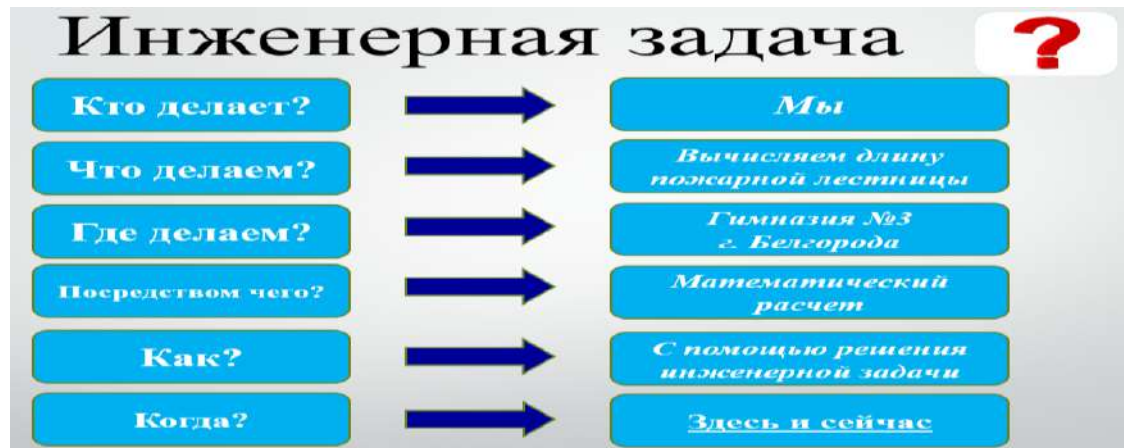 Инженерная задача ?
Кто делает?
Мы
Что делаем?
Вычисляем длину
пожарной лестницы
Где делаем?
Гимназия №3
г. Белгорода
Посредством чего?
Математический
расчет
Как?
С помощью решения
инженерной задачи
Когда?
Здесь и сейчас